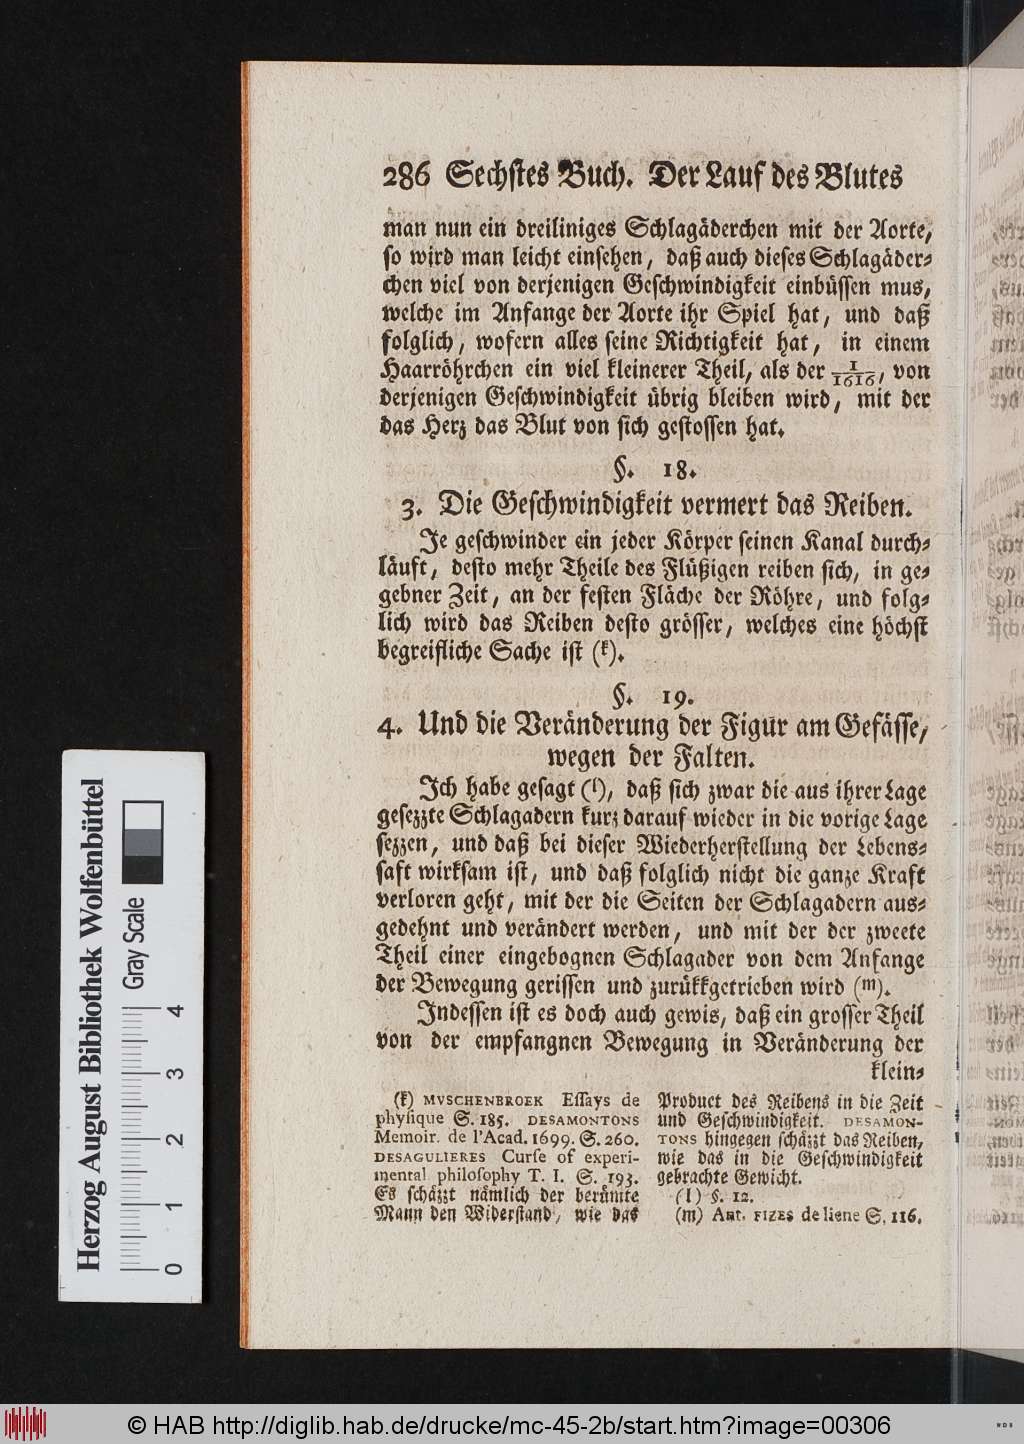 286 Sechstes Buch. Der Lauf des Blutes
man nun ein dreiliniges Schlagäderchen mit der Aorte,
so wird man leicht einsehen, daß auch dieses Schlagäder-
chen viel von derjenigen Geschwindigkeit einbüssen mus,
welche im Anfange der Aorte ihr Spiel hat, und daß
folglich, wofern alles seine Richtigkeit hat, in einem
Haarröhrchen ein viel kleinerer Theil, als der 1/1616, von
derjenigen Geschwindigkeit übrig bleiben wird, mit der
das Herz das Blut von sich gestossen hat.
§. 18.
3. Die Geschwindigkeit vermert das Reiben.
Je geschwinder ein jeder Körper seinen Kanal durch-
läuft, desto mehr Theile des Flüßigen reiben sich, in ge-
gebner Zeit, an der festen Fläche der Röhre, und folg-
lich wird das Reiben desto grösser, welches eine höchst
begreifliche Sache ist (k).
§. 19.
4. Und die Veränderung der Figur am Gefässe,
wegen der Falten.
Ich habe gesagt (l), daß sich zwar die aus ihrer Lage
gesezzte Schlagadern kurz darauf wieder in die vorige Lage
sezzen, und daß bei dieser Wiederherstellung der Lebens-
saft wirksam ist, und daß folglich nicht die ganze Kraft
verloren geht, mit der die Seiten der Schlagadern aus-
gedehnt und verändert werden, und mit der der zweete
Theil einer eingebognen Schlagader von dem Anfange
der Bewegung gerissen und zurükkgetrieben wird (m).
Indessen ist es doch auch gewis, daß ein grosser Theil
von der empfangnen Bewegung in Veränderung der
klein-
(k) MVSCHENBROEK Essays de
physique S. 185. DESAMONTONS
Memoir. de l'Acad. 1699. S. 260.
DESAGULIERES Curse of experi-
mental philosophy T. I. S. 193.
Es schäzzt nämlich der berümte
Mann den Widerstand, wie das
Product des Reibens in die Zeit
und Geschwindigkeit. DESAMON-
TONS hingegen schäzzt das Reiben,
wie das in die Geschwindigkeit
gebrachte Gewicht.
(l) §. 12.
(m) Ant. FIZES de liene S. 116.
Herzog August Bibliothek Wolfenbüttel
Gray Scale
0 1 2 3 4
© HAB http://diglib.hab.de/drucke/mc-45-2b/start.htm?image=00306